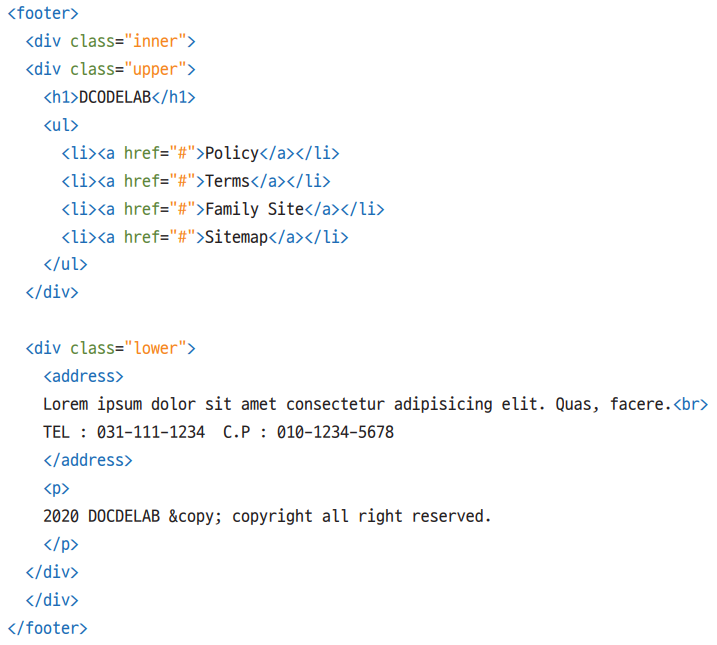 <footer>
<div class="inner">
<div class="upper">
<h1>DCODELAB</h1>
<ul>
<li><a href="#">Policy</a></li>
<li><a href="#">Terms</a></li>
<li><a href="#">Family Site</a></li>
<li><a href="#">Sitemap</a></li>
</ul>
</div>
<div class="lower">
<address>
Lorem ipsum dolor sit amet consectetur adipisicing elit. Quas, facere.<br>
TEL : 031-111-1234  C.P : 010-1234-5678
</address>
<p>
2020 DOCDELAB &copy; copyright all right reserved.
</p>
</div>
</div>
</footer>